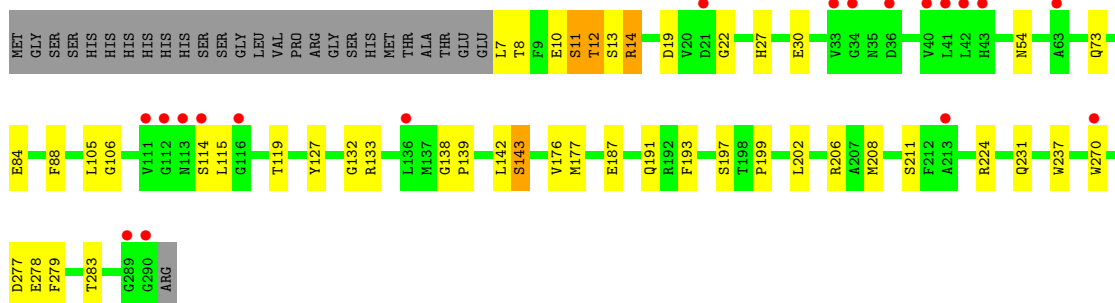 MET GLY SER SER HIS HIS HIS HIS HIS HIS SER SER GLY LEU VAL PRO ARG GLY SER HIS MET THR ALA THR GLU GLU L7 T8 F9 E10 S11 T12 S13 R14 D19 V20 D21 G22 H27 E30 V33 G34 N35 D36 V40 L41 L42 H43 N54 A63 Q73
E84 F88 L105 G106 V111 G112 N113 S114 L115 G116 T119 Y127 G132 R133 L136 M137 G138 P139 L142 S143 V176 M177 E187 Q191 R192 F193 S197 T198 P199 L202 R206 A207 M208 S211 F212 A213 R224 Q231 W237 W270
D277 E278 F279 T283 G289 G290 ARG